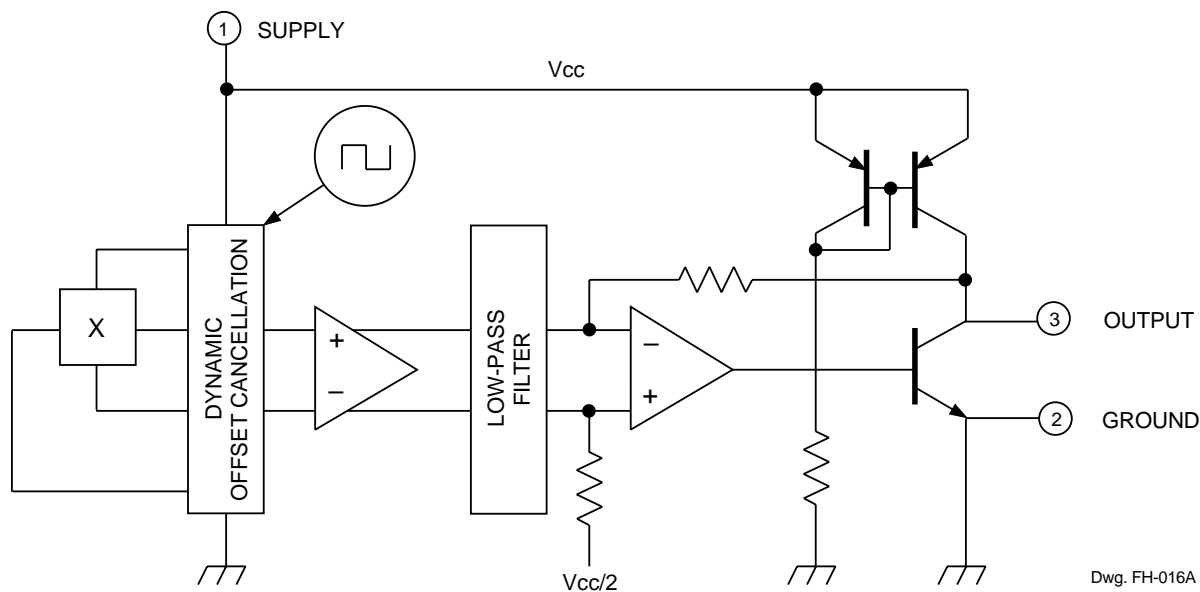 1 SUPPLY
Vcc
X
DYNAMIC
OFFSET CANCELLATION
+
−
LOW-PASS
FILTER
−
+
3 OUTPUT
2 GROUND
Vcc/2
Dwg. FH-016A